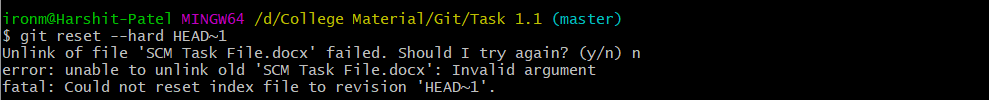 ironm@Harshit-Patel MINGW64 /d/College Material/Git/Task 1.1 (master)
$ git reset --hard HEAD~1
Unlink of file 'SCM Task File.docx' failed. Should I try again? (y/n) n
error: unable to unlink old 'SCM Task File.docx': Invalid argument
fatal: Could not reset index file to revision 'HEAD~1'.